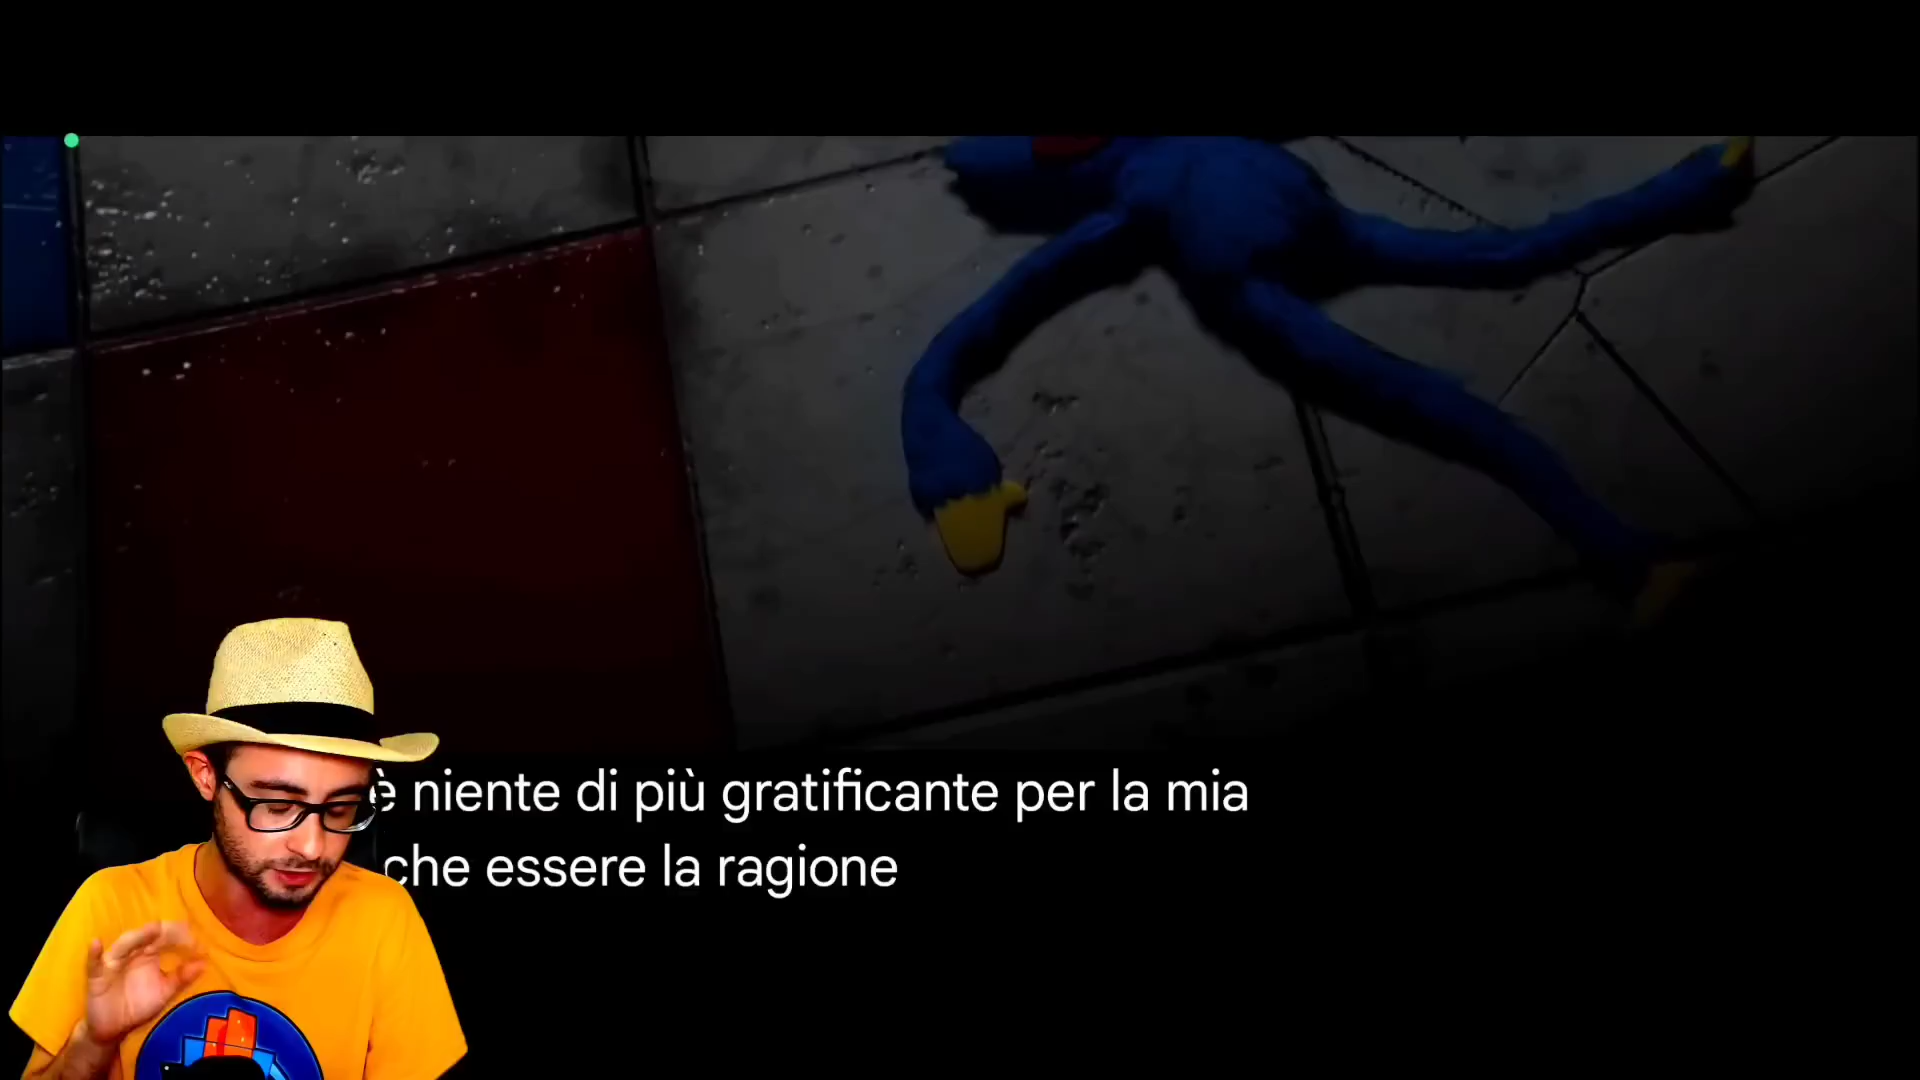 è niente di più gratificante per la mia
che essere la ragione